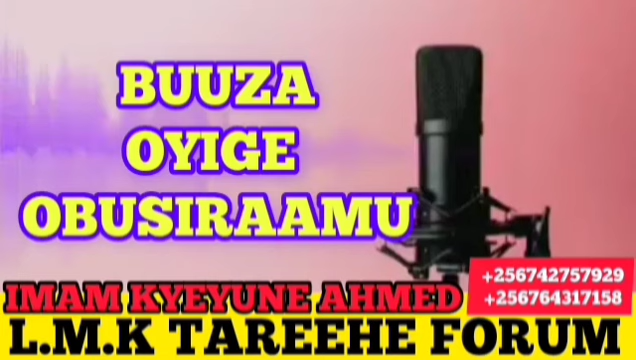 BUUZA
OYIGE
OBUSIRAAMU
IMAM KYEYUNE AHMED
+256742757929
+256764317158
L.M.K TAREEHE FORUM